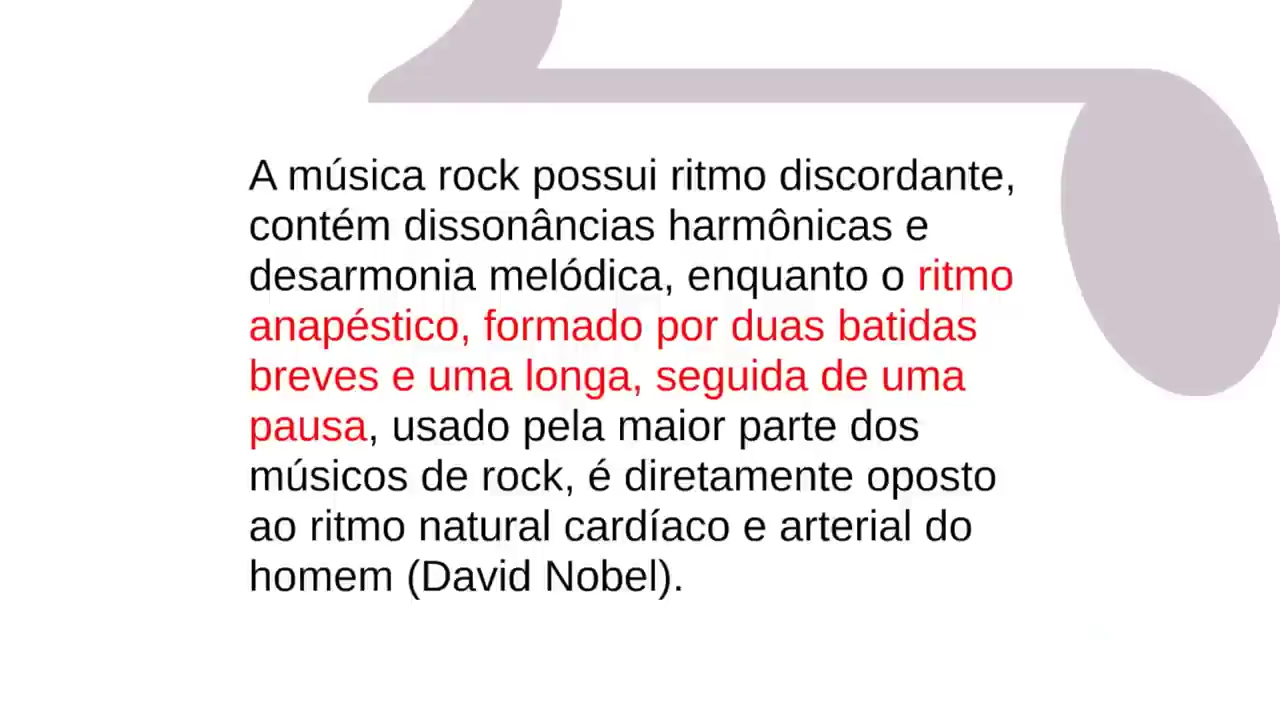 A música rock possui ritmo discordante,
contém dissonâncias harmônicas e
desarmonia melódica, enquanto o ritmo
anapéstico, formado por duas batidas
breves e uma longa, seguida de uma
pausa, usado pela maior parte dos
músicos de rock, é diretamente oposto
ao ritmo natural cardíaco e arterial do
homem (David Nobel).